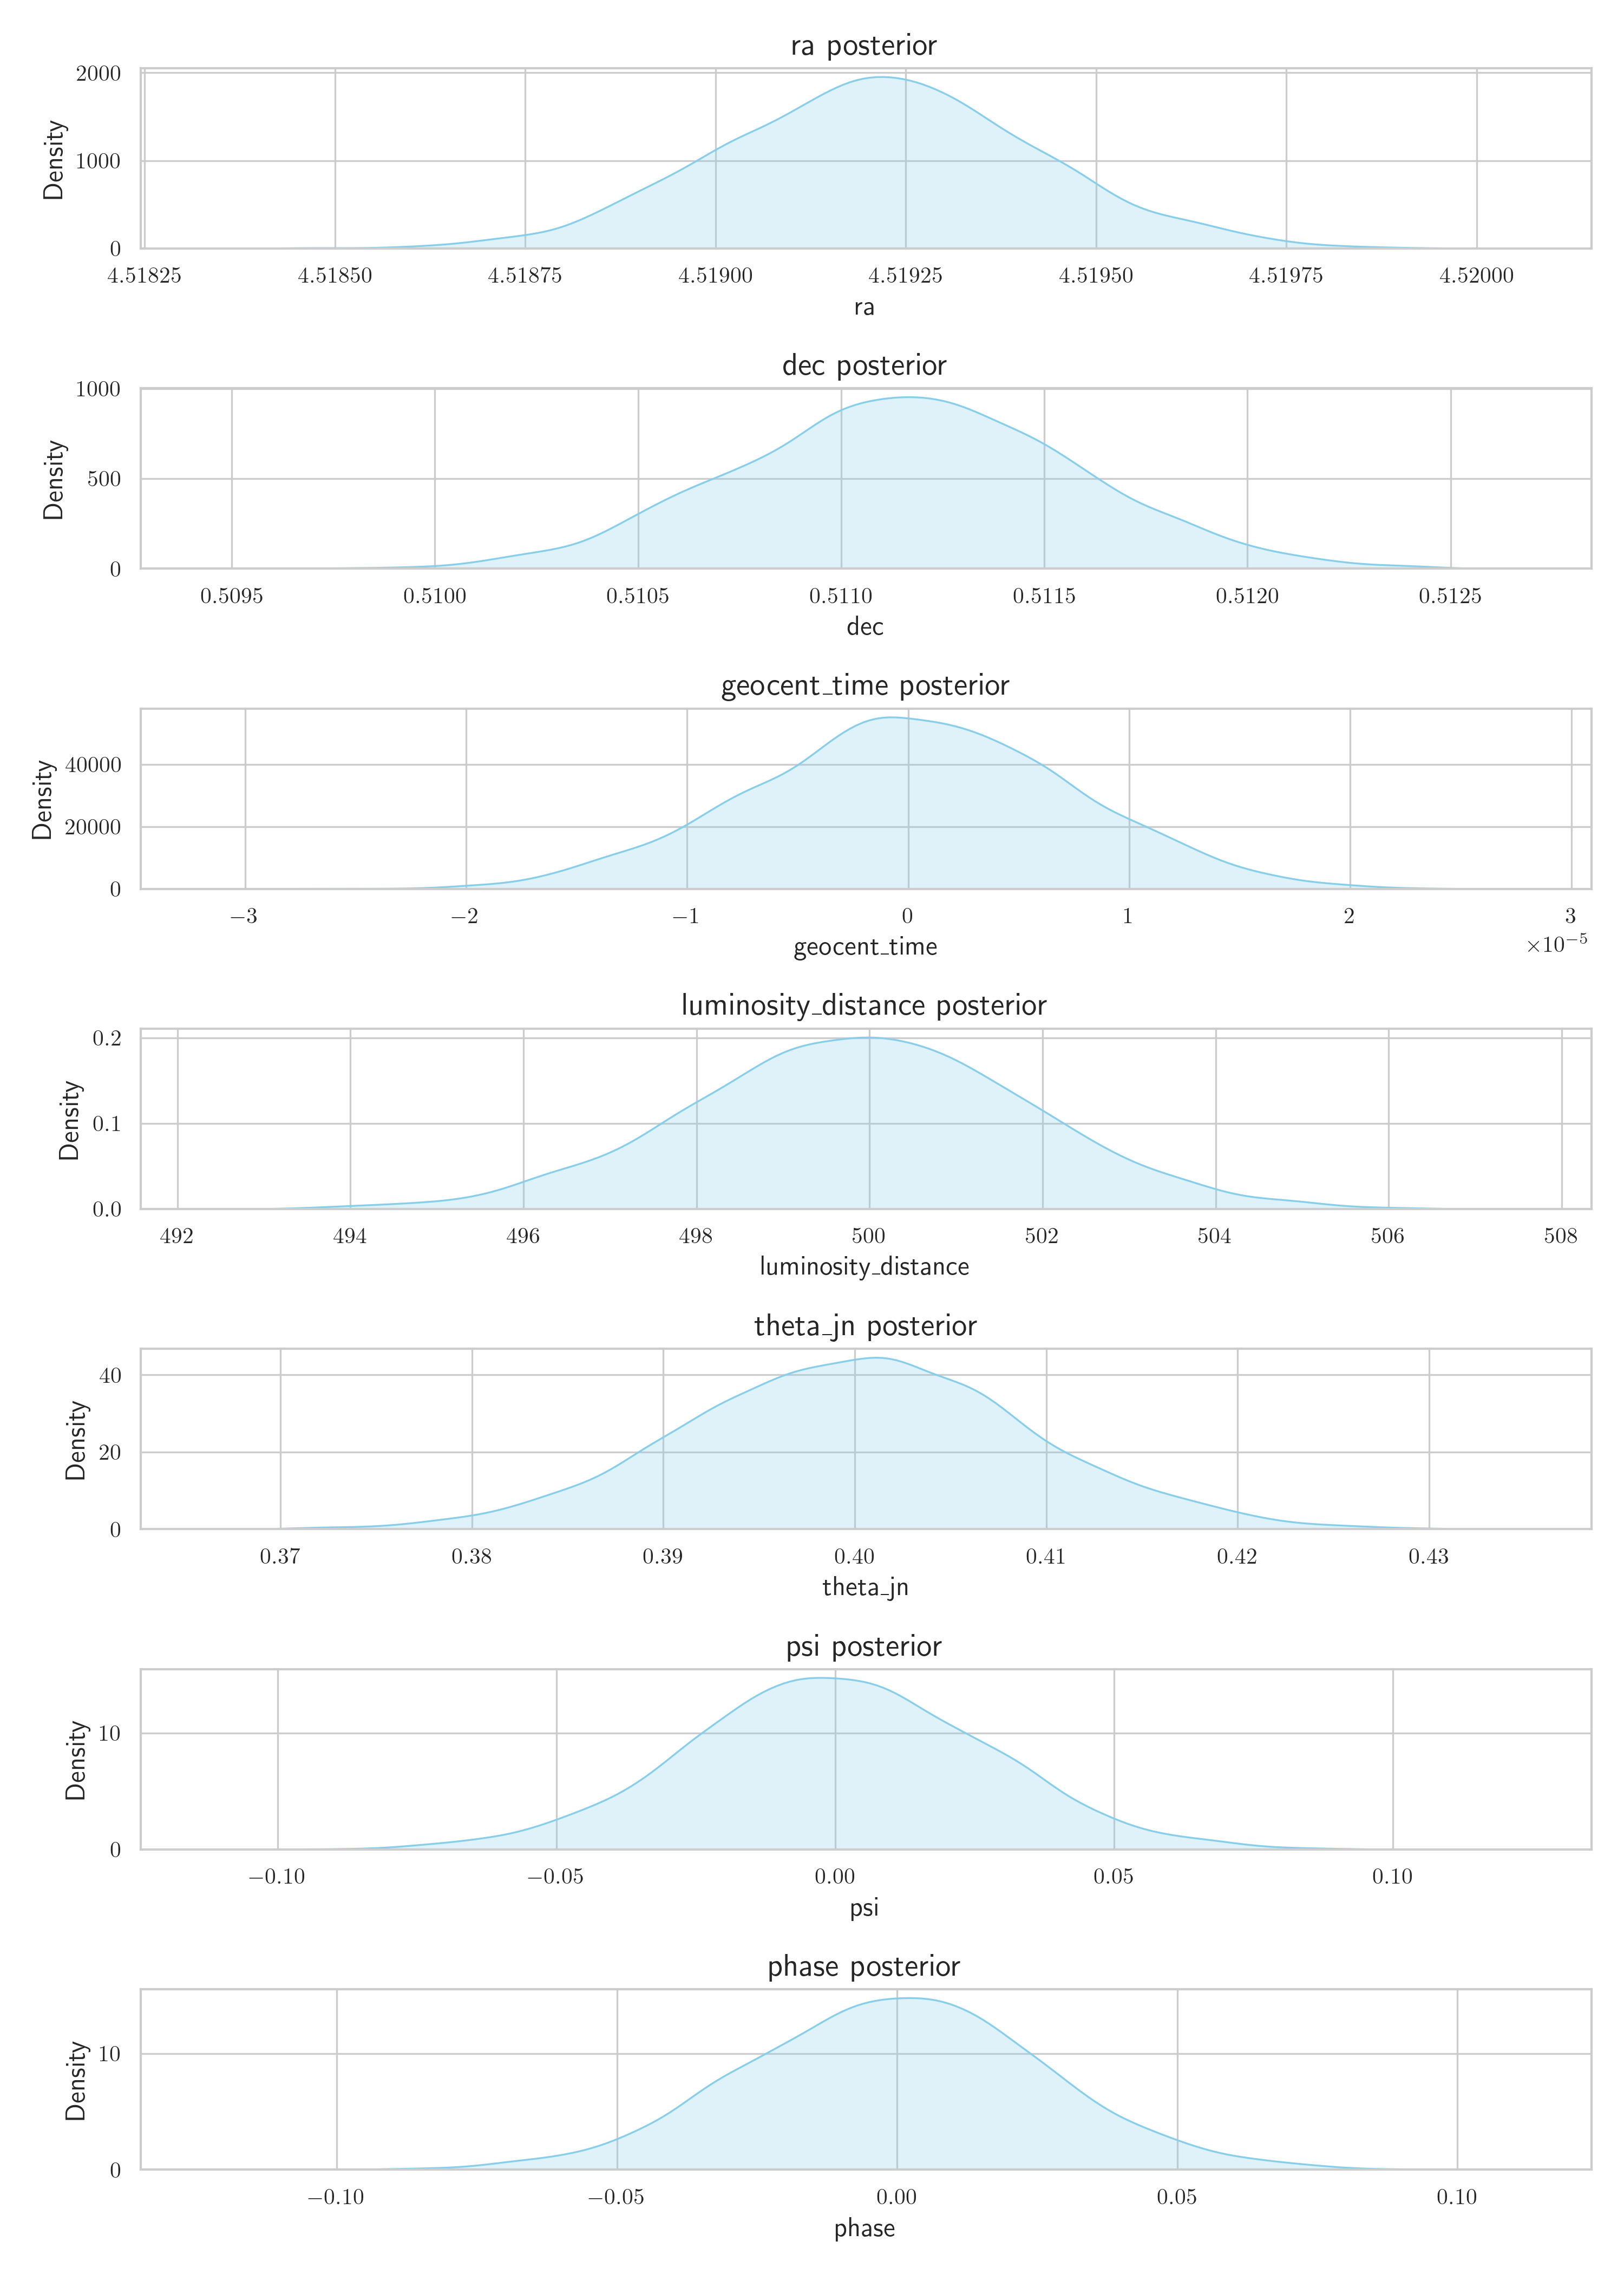 ra posterior
2000
1000
0
Density
4.51825 4.51850 4.51875 4.51900 4.51925 4.51950 4.51975 4.52000
ra
dec posterior
1000
500
0
Density
0.5095 0.5100 0.5105 0.5110 0.5115 0.5120 0.5125
dec
geocent_time posterior
40000
20000
0
Density
−3 −2 −1 0 1 2 3
×10⁻⁵
geocent_time
luminosity_distance posterior
0.2
0.1
0.0
Density
492 494 496 498 500 502 504 506 508
luminosity_distance
theta_jn posterior
40
20
0
Density
0.37 0.38 0.39 0.40 0.41 0.42 0.43
theta_jn
psi posterior
10
0
Density
−0.10 −0.05 0.00 0.05 0.10
psi
phase posterior
10
0
Density
−0.10 −0.05 0.00 0.05 0.10
phase